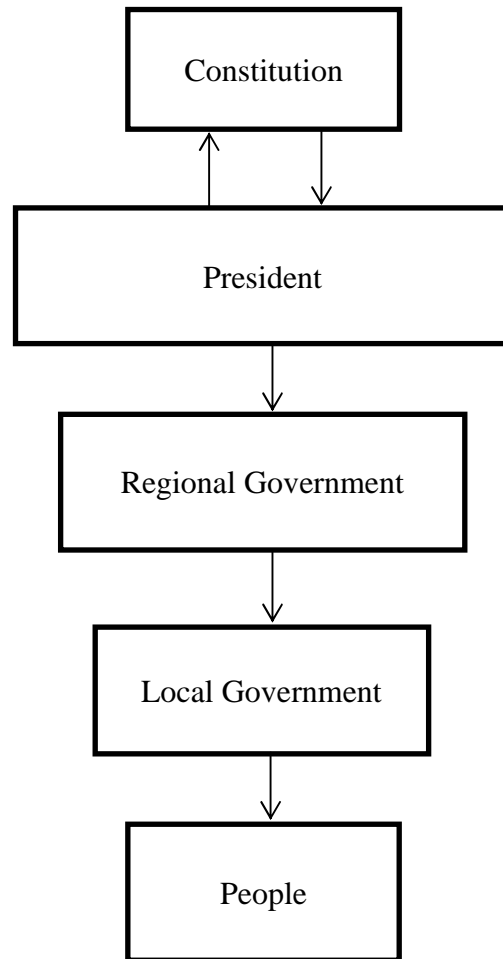 Constitution
President
Regional Government
Local Government
People